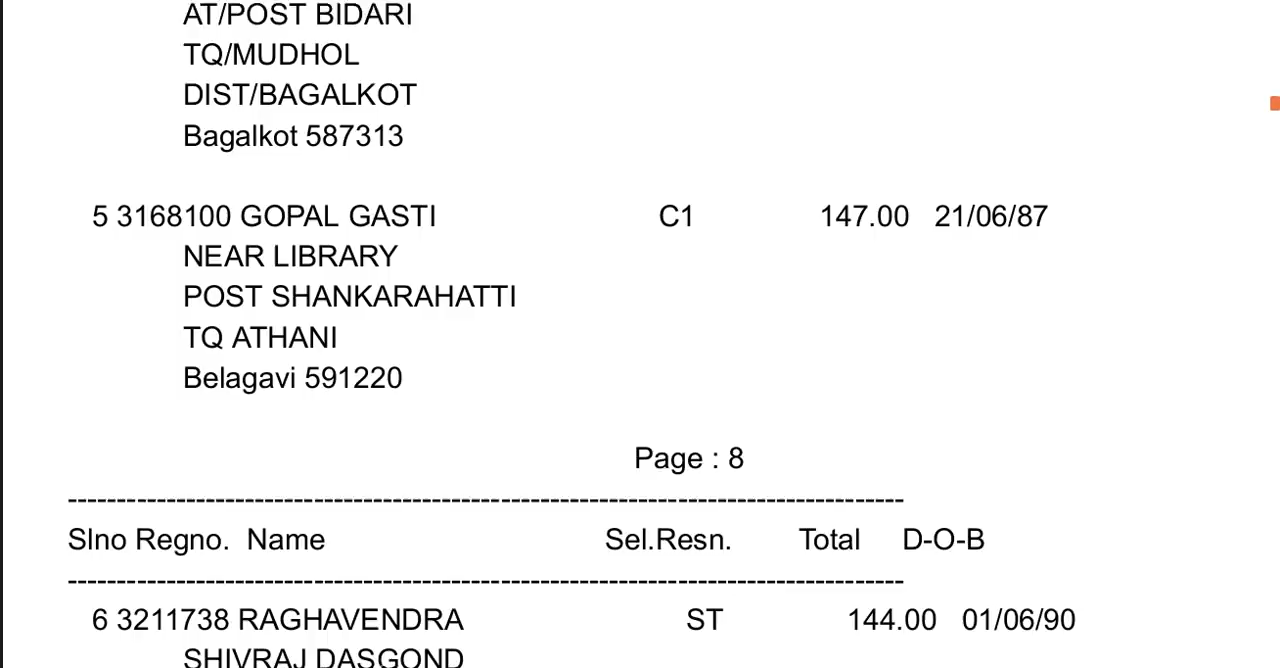 AT/POST BIDARI
TQ/MUDHOL
DIST/BAGALKOT
Bagalkot 587313
5 3168100 GOPAL GASTI C1 147.00 21/06/87
NEAR LIBRARY
POST SHANKARAHATTI
TQ ATHANI
Belagavi 591220
Page : 8
--------------------------------------------------------------------------------------
Slno Regno. Name Sel.Resn. Total D-O-B
--------------------------------------------------------------------------------------
6 3211738 RAGHAVENDRA ST 144.00 01/06/90
SHIVRAJ DASGOND